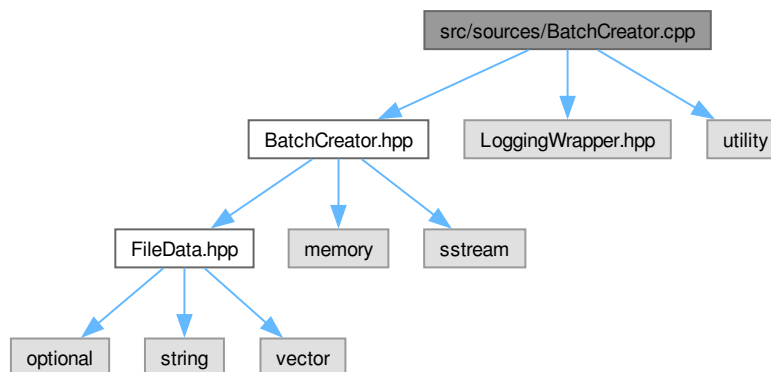 src/sources/BatchCreator.cpp
BatchCreator.hpp
LoggingWrapper.hpp
utility
FileData.hpp
memory
sstream
optional
string
vector